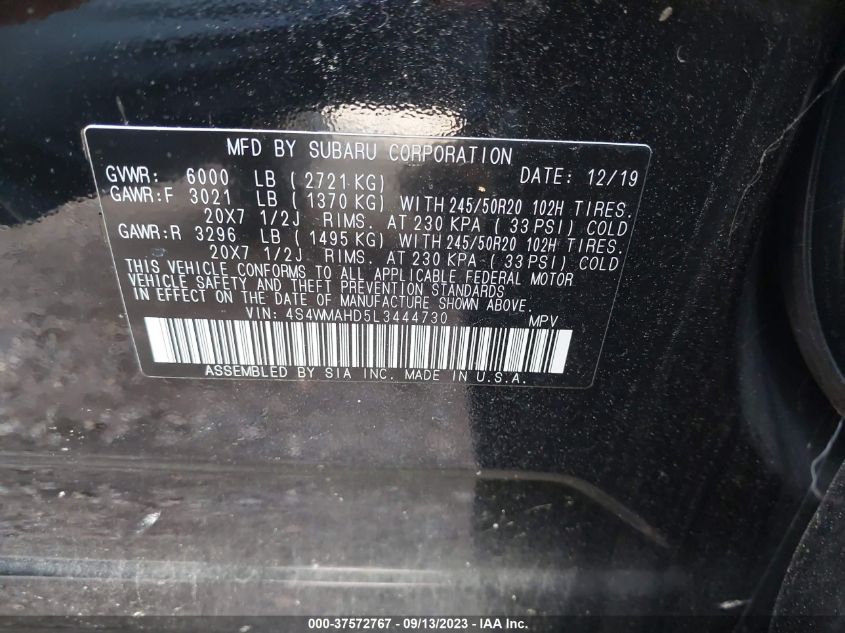 MFD BY SUBARU CORPORATION
GVWR: 6000 LB (2721 KG) DATE: 12/19
GAWR:F 3021 LB (1370 KG) WITH 245/50R20 102H TIRES.
20X7 1/2J RIMS. AT 230 KPA (33 PSI) COLD
GAWR:R 3296 LB (1495 KG) WITH 245/50R20 102H TIRES.
20X7 1/2J RIMS. AT 230 KPA (33 PSI) COLD
THIS VEHICLE CONFORMS TO ALL APPLICABLE FEDERAL MOTOR
VEHICLE SAFETY AND THEFT PREVENTION STANDARDS
IN EFFECT ON THE DATE OF MANUFACTURE SHOWN ABOVE.
VIN: 4S4WMAHD5L3444730 MPV
ASSEMBLED BY SIA INC. MADE IN U.S.A.
000-37572767 - 09/13/2023 - IAA Inc.